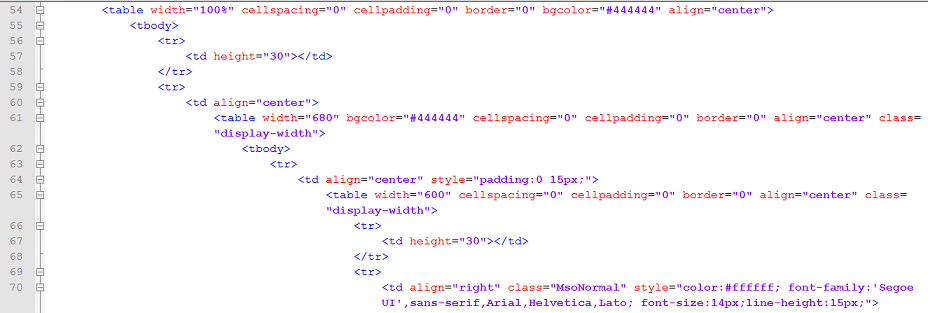 54 <table width="100%" cellspacing="0" cellpadding="0" border="0" bgcolor="#444444" align="center">
55 <tbody>
56 <tr>
57 <td height="30"></td>
58 </tr>
59 <tr>
60 <td align="center">
61 <table width="680" bgcolor="#444444" cellspacing="0" cellpadding="0" border="0" align="center" class=
"display-width">
62 <tbody>
63 <tr>
64 <td align="center" style="padding:0 15px;">
65 <table width="600" cellspacing="0" cellpadding="0" border="0" align="center" class=
"display-width">
66 <tr>
67 <td height="30"></td>
68 </tr>
69 <tr>
70 <td align="right" class="MsoNormal" style="color:#ffffff; font-family:'Segoe
UI',sans-serif,Arial,Helvetica,Lato; font-size:14px;line-height:15px;">